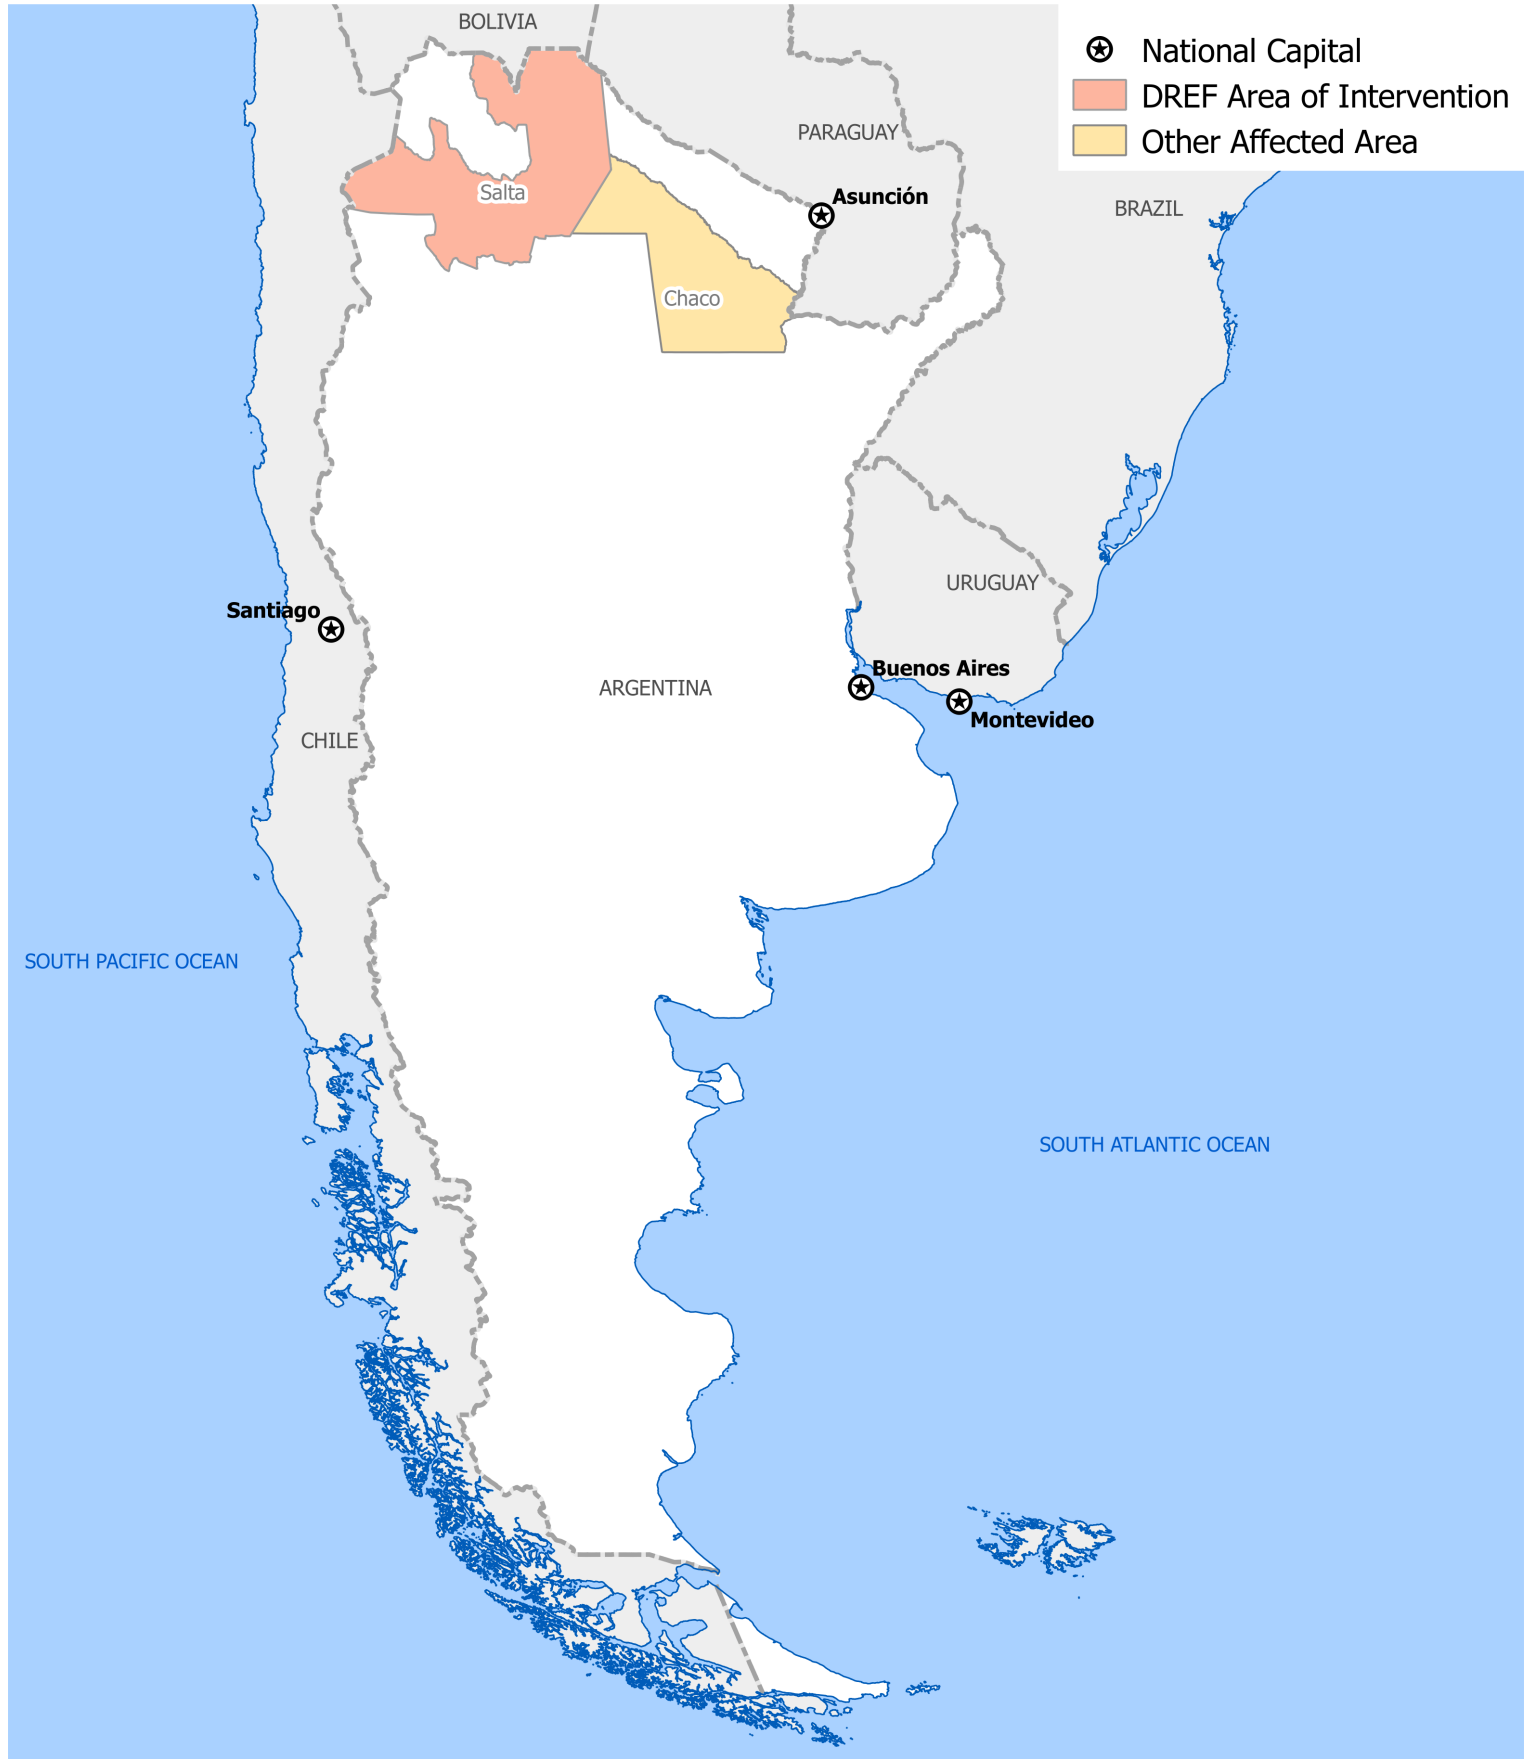 BOLIVIA
National Capital
DREF Area of Intervention
Other Affected Area
PARAGUAY
Salta
Asunción
BRAZIL
Chaco
URUGUAY
Santiago
Buenos Aires
ARGENTINA
Montevideo
CHILE
SOUTH PACIFIC OCEAN
SOUTH ATLANTIC OCEAN